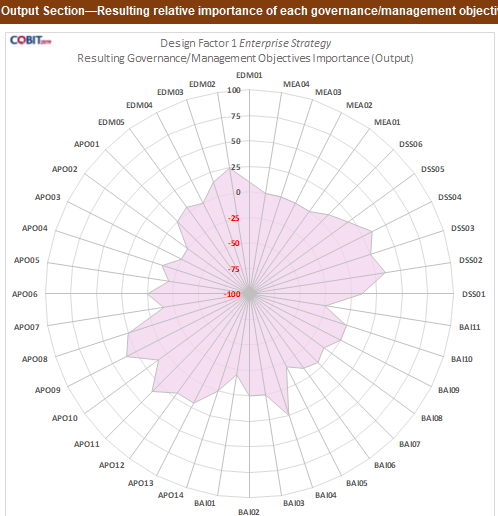 Output Section—Resulting relative importance of each governance/management objecti
COBIT
Design Factor 1 Enterprise Strategy
Resulting Governance/Management Objectives Importance (Output)
EDM01
EDM02
MEA04
EDM03
MEA03
EDM04
MEA02
EDM05
MEA01
APO01
DSS06
APO02
DSS05
APO03
DSS04
APO04
DSS03
APO05
DSS02
APO06
DSS01
APO07
BAI11
APO08
BAI10
APO09
BAI09
APO10
BAI08
APO11
BAI07
APO12
BAI06
APO13
BAI05
APO14
BAI04
BAI01
BAI03
BAI02
100
75
50
25
0
-25
-50
-75
-100